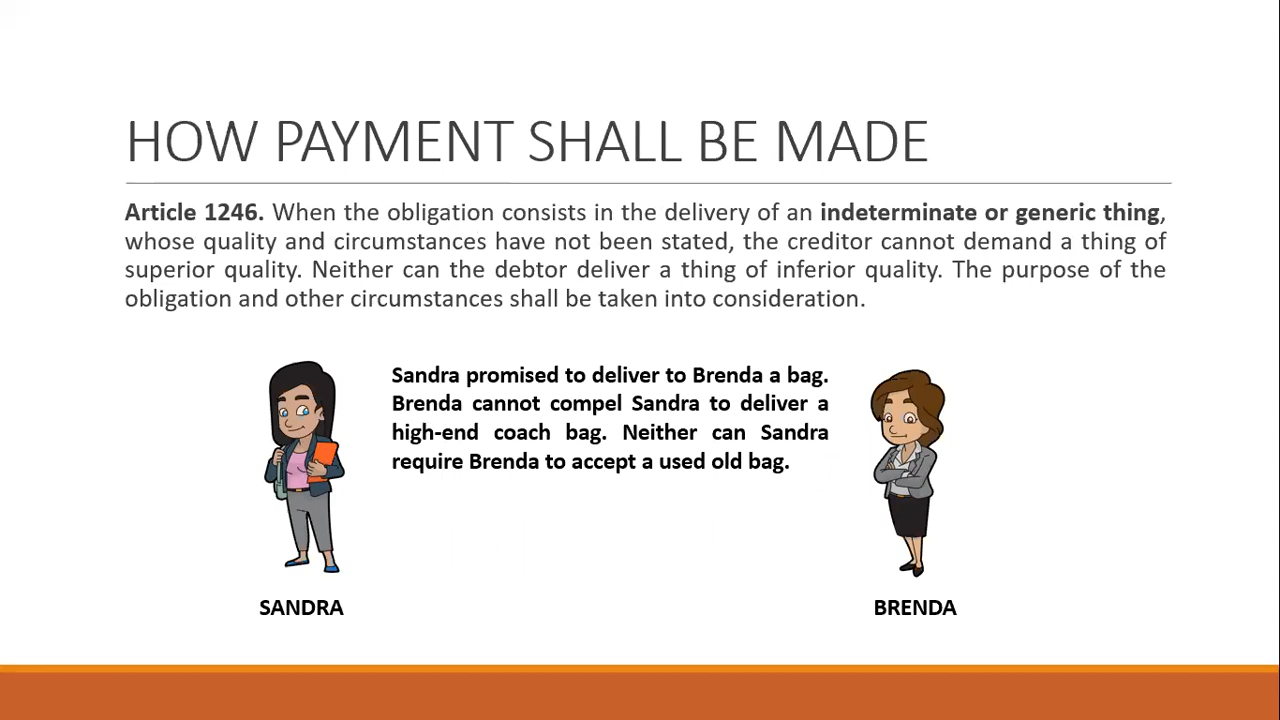 HOW PAYMENT SHALL BE MADE
Article 1246. When the obligation consists in the delivery of an indeterminate or generic thing,
whose quality and circumstances have not been stated, the creditor cannot demand a thing of
superior quality. Neither can the debtor deliver a thing of inferior quality. The purpose of the
obligation and other circumstances shall be taken into consideration.
Sandra promised to deliver to Brenda a bag.
Brenda cannot compel Sandra to deliver a
high-end coach bag. Neither can Sandra
require Brenda to accept a used old bag.
SANDRA
BRENDA